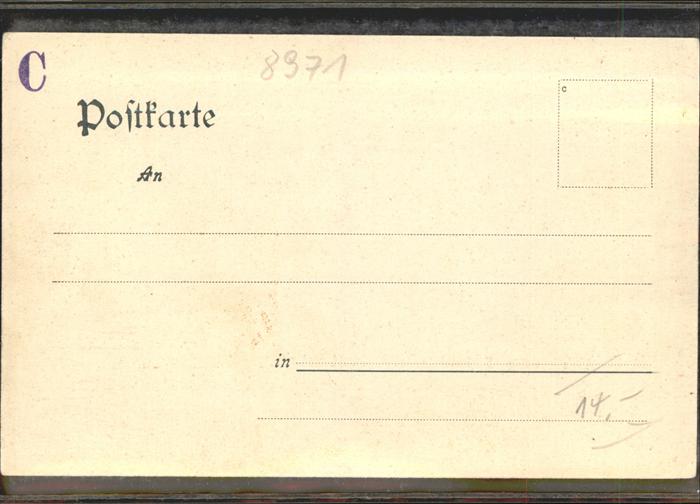 C
8971
c
Postkarte
An
in
14,-